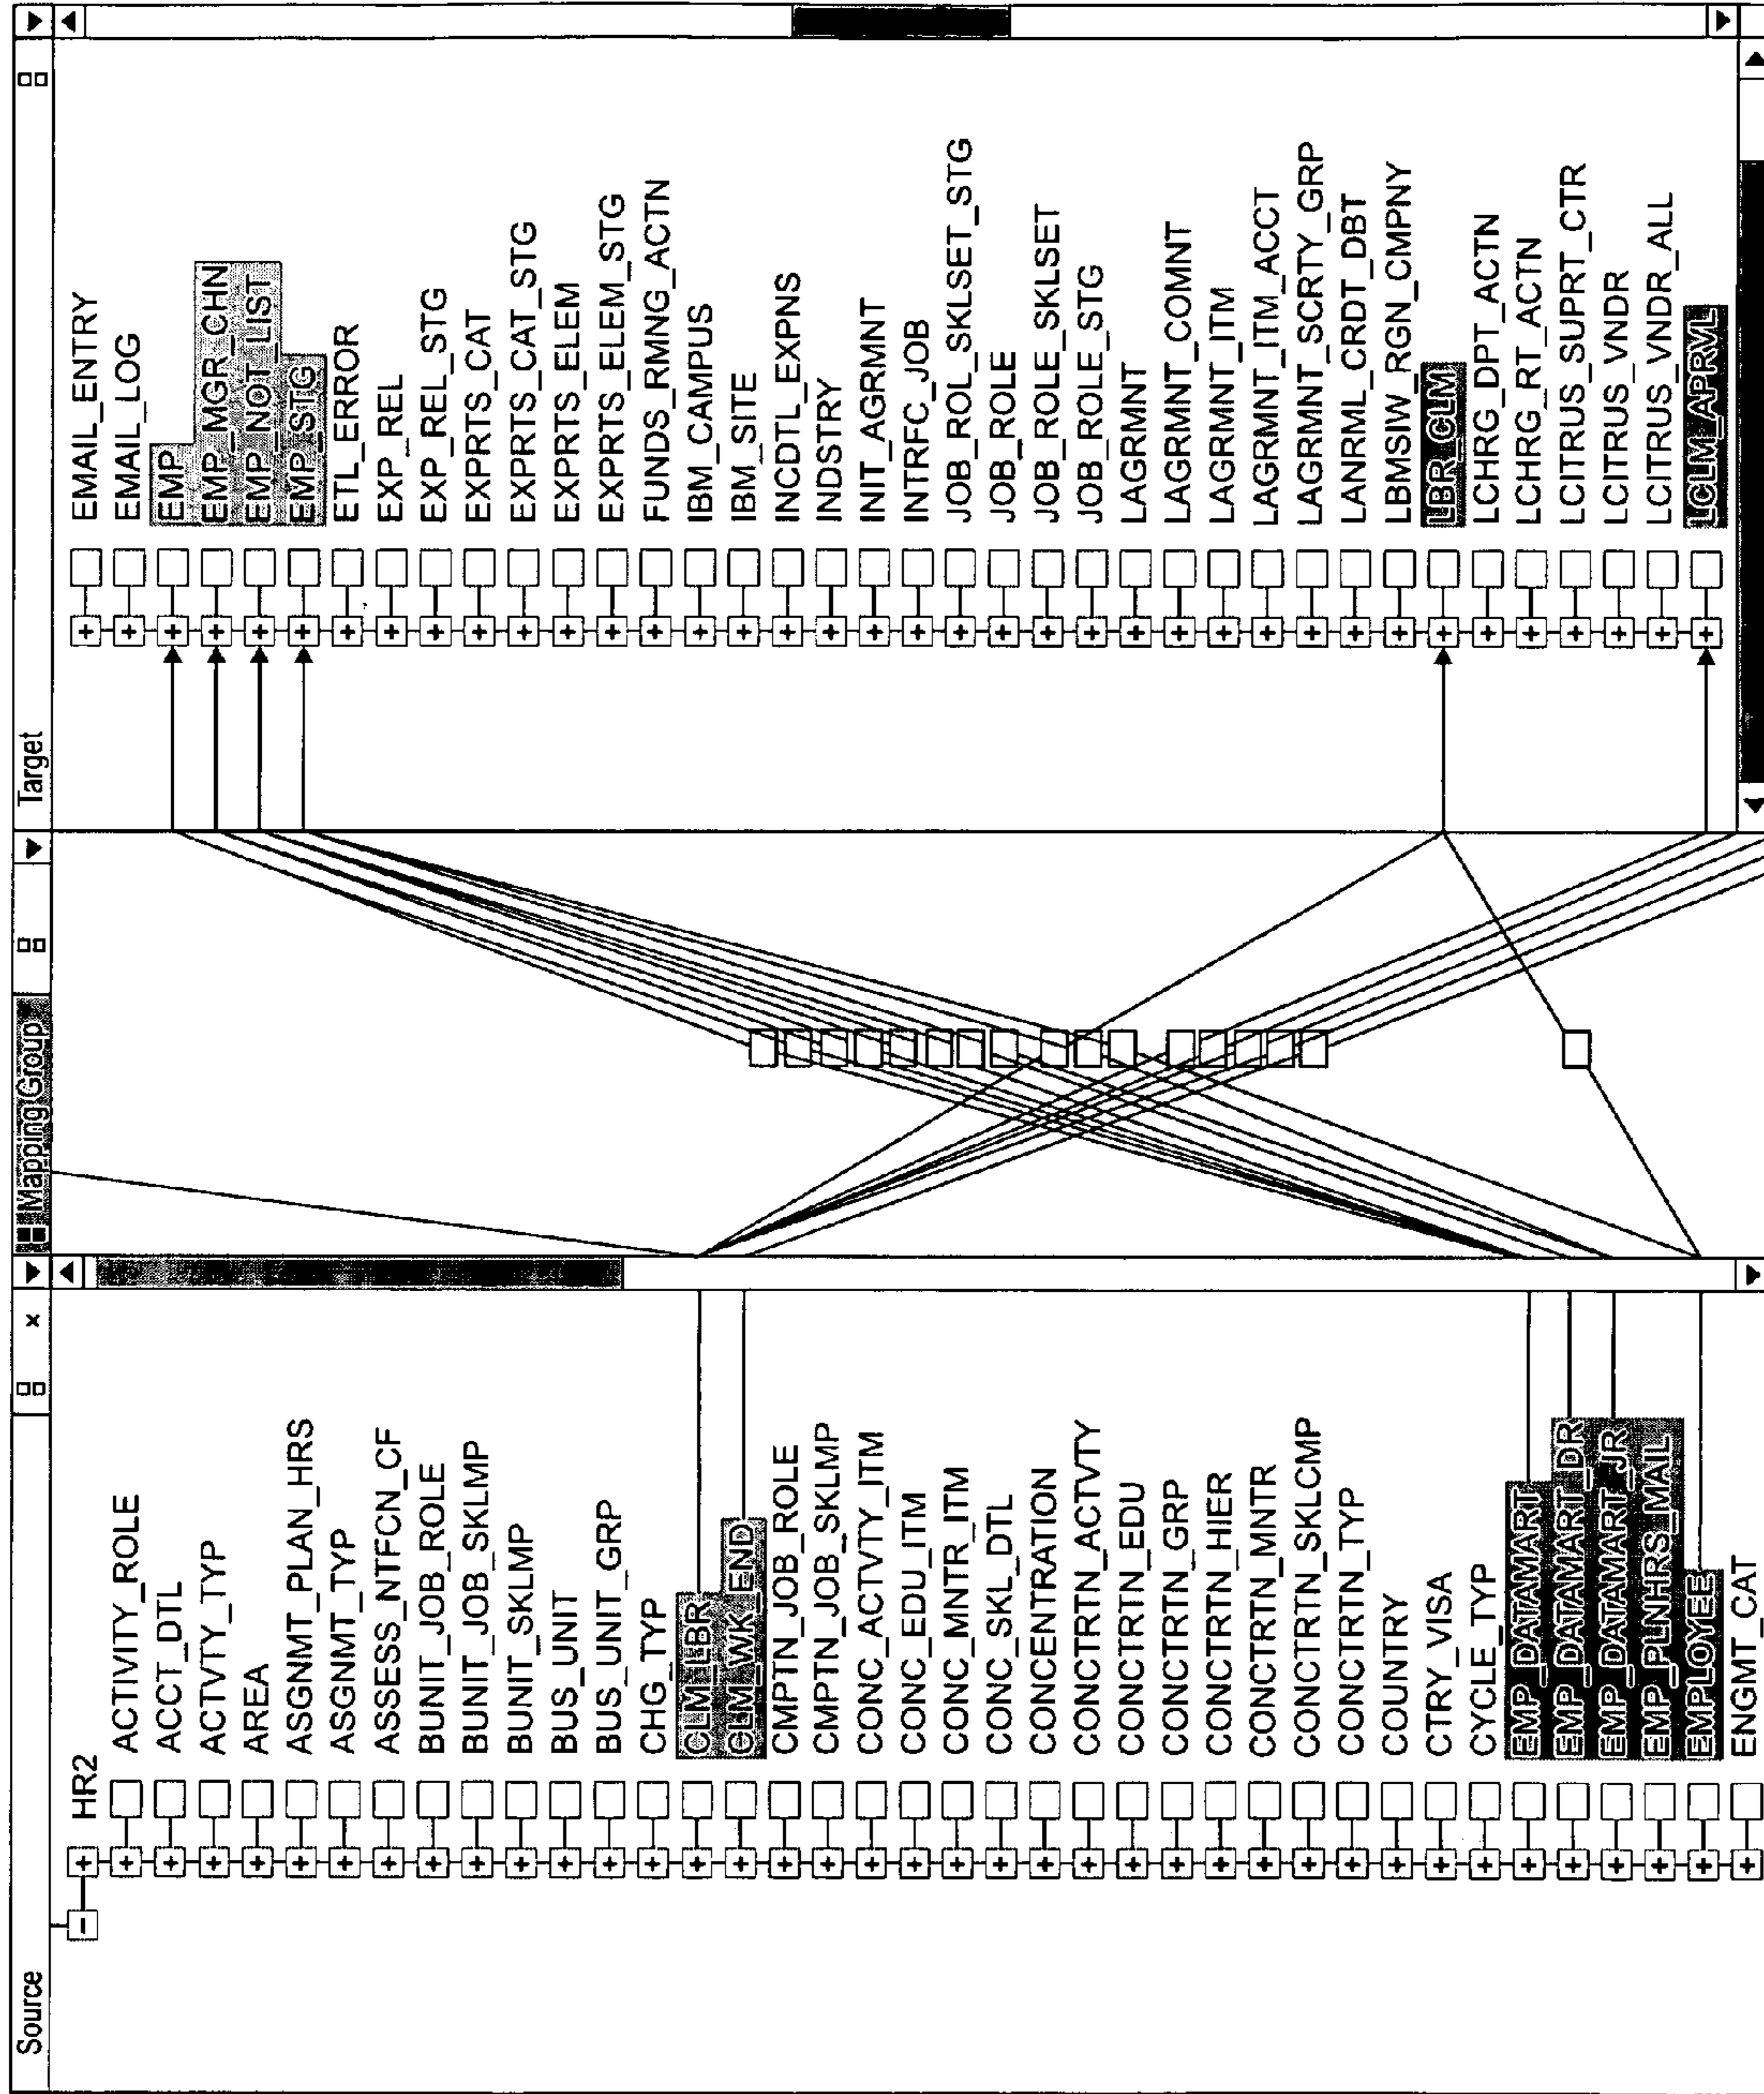 Source
HR2
ACTIVITY_ROLE
ACCT_DTL
ACTVTY_TYP
AREA
ASGNMT_PLAN_HRS
ASGNMT_TYP
ASSESS_NTFCN_CF
BUNIT_JOB_ROLE
BUNIT_JOB_SKLMP
BUNIT_SKLMP
BUS_UNIT
BUS_UNIT_GRP
CHG_TYP
CLM_LBR
CLM_WK_END
CMPTN_JOB_ROLE
CMPTN_JOB_SKLMP
CONC_ACTVTY_ITM
CONC_EDU_ITM
CONC_MNTR_ITM
CONC_SKL_DTL
CONCENTRATION
CONCTRTN_ACTVTY
CONCTRTN_EDU
CONCTRTN_GRP
CONCTRTN_HIER
CONCTRTN_MNTR
CONCTRTN_SKLCMP
CONCTRTN_TYP
COUNTRY
CTRY_VISA
CYCLE_TYP
EMP_DATAMART
EMP_DATAMART_DR
EMP_DATAMART_JR
EMP_PLNHRS_MAIL
EMPLOYEE
ENGMT_CAT
Mapping Group
Target
EMAIL_ENTRY
EMAIL_LOG
EMP
EMP_MGR_CHN
EMP_NOT_LIST
EMP_STG
ETL_ERROR
EXP_REL
EXP_REL_STG
EXPRTS_CAT
EXPRTS_CAT_STG
EXPRTS_ELEM
EXPRTS_ELEM_STG
FUNDS_RMNG_ACTN
IBM_CAMPUS
IBM_SITE
INCDTL_EXPNS
INDSTRY
INIT_AGRMNT
INTRFC_JOB
JOB_ROL_SKLSET_STG
JOB_ROLE
JOB_ROLE_SKLSET
JOB_ROLE_STG
LAGRMNT
LAGRMNT_COMNT
LAGRMNT_ITM
LAGRMNT_ITM_ACCT
LAGRMNT_SCRTY_GRP
LANRML_CRDT_DBT
LBMSIW_RGN_CMPNY
LBR_CLM
LCHRG_DPT_ACTN
LCHRG_RT_ACTN
LCITRUS_SUPRT_CTR
LCITRUS_VNDR
LCITRUS_VNDR_ALL
LCLM_APRVL